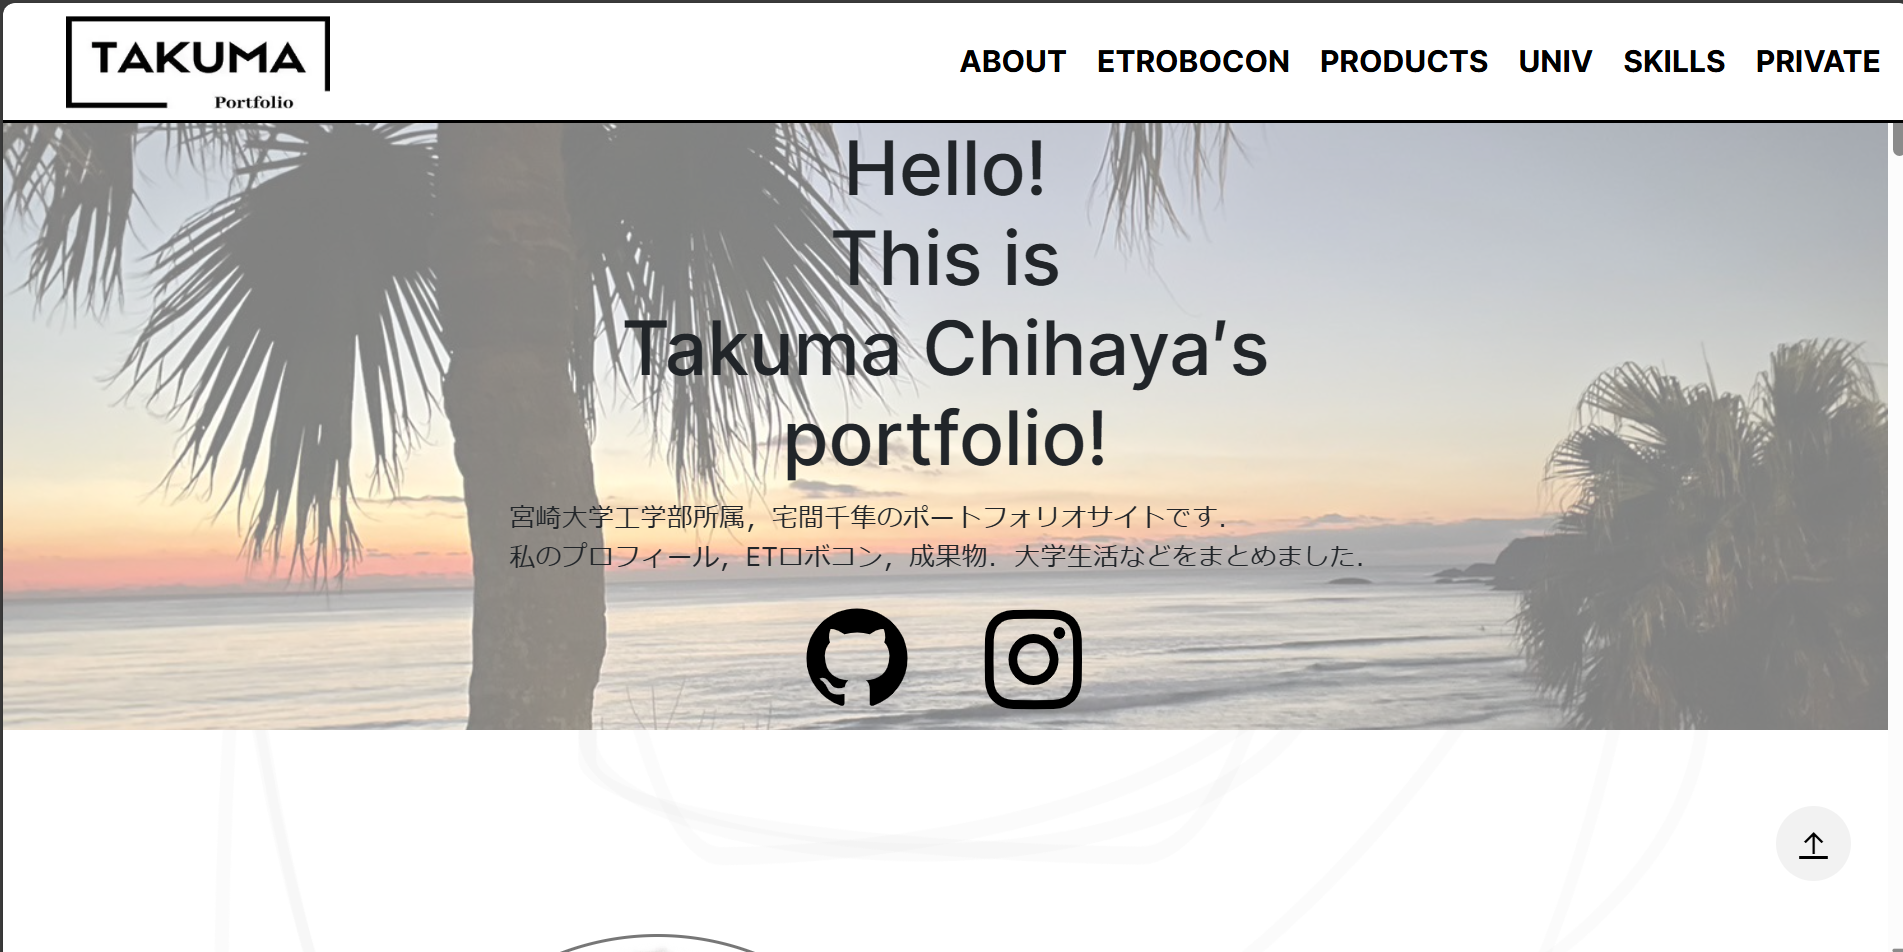 TAKUMA
Portfolio
ABOUT ETROBOCON PRODUCTS UNIV SKILLS PRIVATE
Hello!
This is
Takuma Chihaya's
portfolio!
宮崎大学工学部所属，宅間千隼のポートフォリオサイトです．
私のプロフィール，ETロボコン，成果物．大学生活などをまとめました．